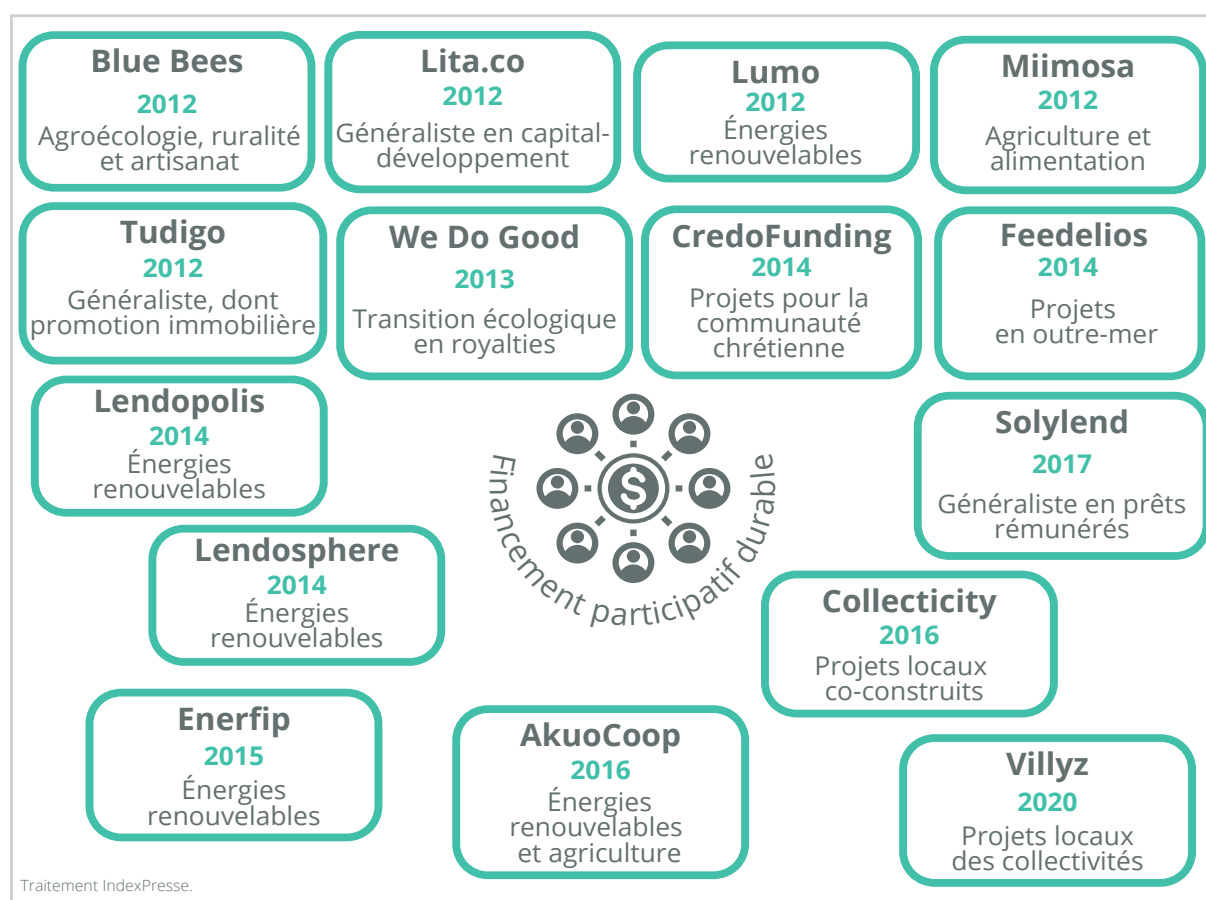 Blue Bees
2012
Agroécologie, ruralité
et artisanat
Lita.co
2012
Généraliste en capital-
développement
Lumo
2012
Énergies
renouvelables
Miimosa
2012
Agriculture et
alimentation
Tudigo
2012
Généraliste, dont
promotion immobilière
We Do Good
2013
Transition écologique
en royalties
CredoFunding
2014
Projets pour la
communauté
chrétienne
Feedelios
2014
Projets
en outre-mer
Lendopolis
2014
Énergies
renouvelables
$
Financement participatif durable
Solylend
2017
Généraliste en prêts
rémunérés
Lendosphere
2014
Énergies
renouvelables
Collecticity
2016
Projets locaux
co-construits
Enerfip
2015
Énergies
renouvelables
AkuoCoop
2016
Énergies
renouvelables
et agriculture
Villyz
2020
Projets locaux
des collectivités
Traitement IndexPresse.